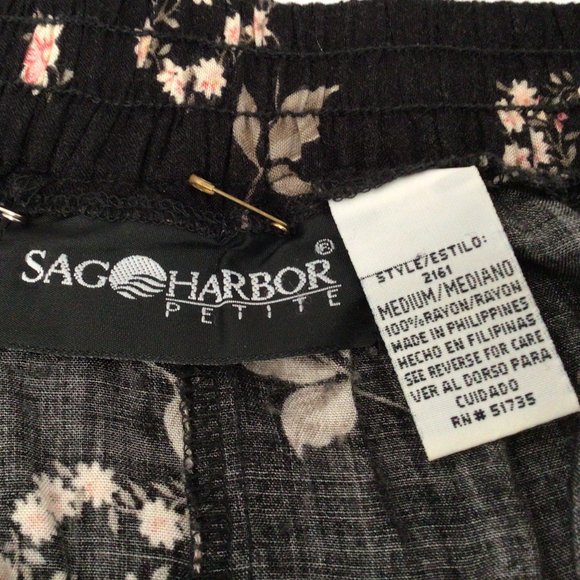 SAG HARBOR®
PETITE
STYLE/ESTILO:
2161
MEDIUM/MEDIANO
100% RAYON/RAYON
MADE IN PHILIPPINES
HECHO EN FILIPINAS
SEE REVERSE FOR CARE
VER AL DORSO PARA
CUIDADO
RN# 51735